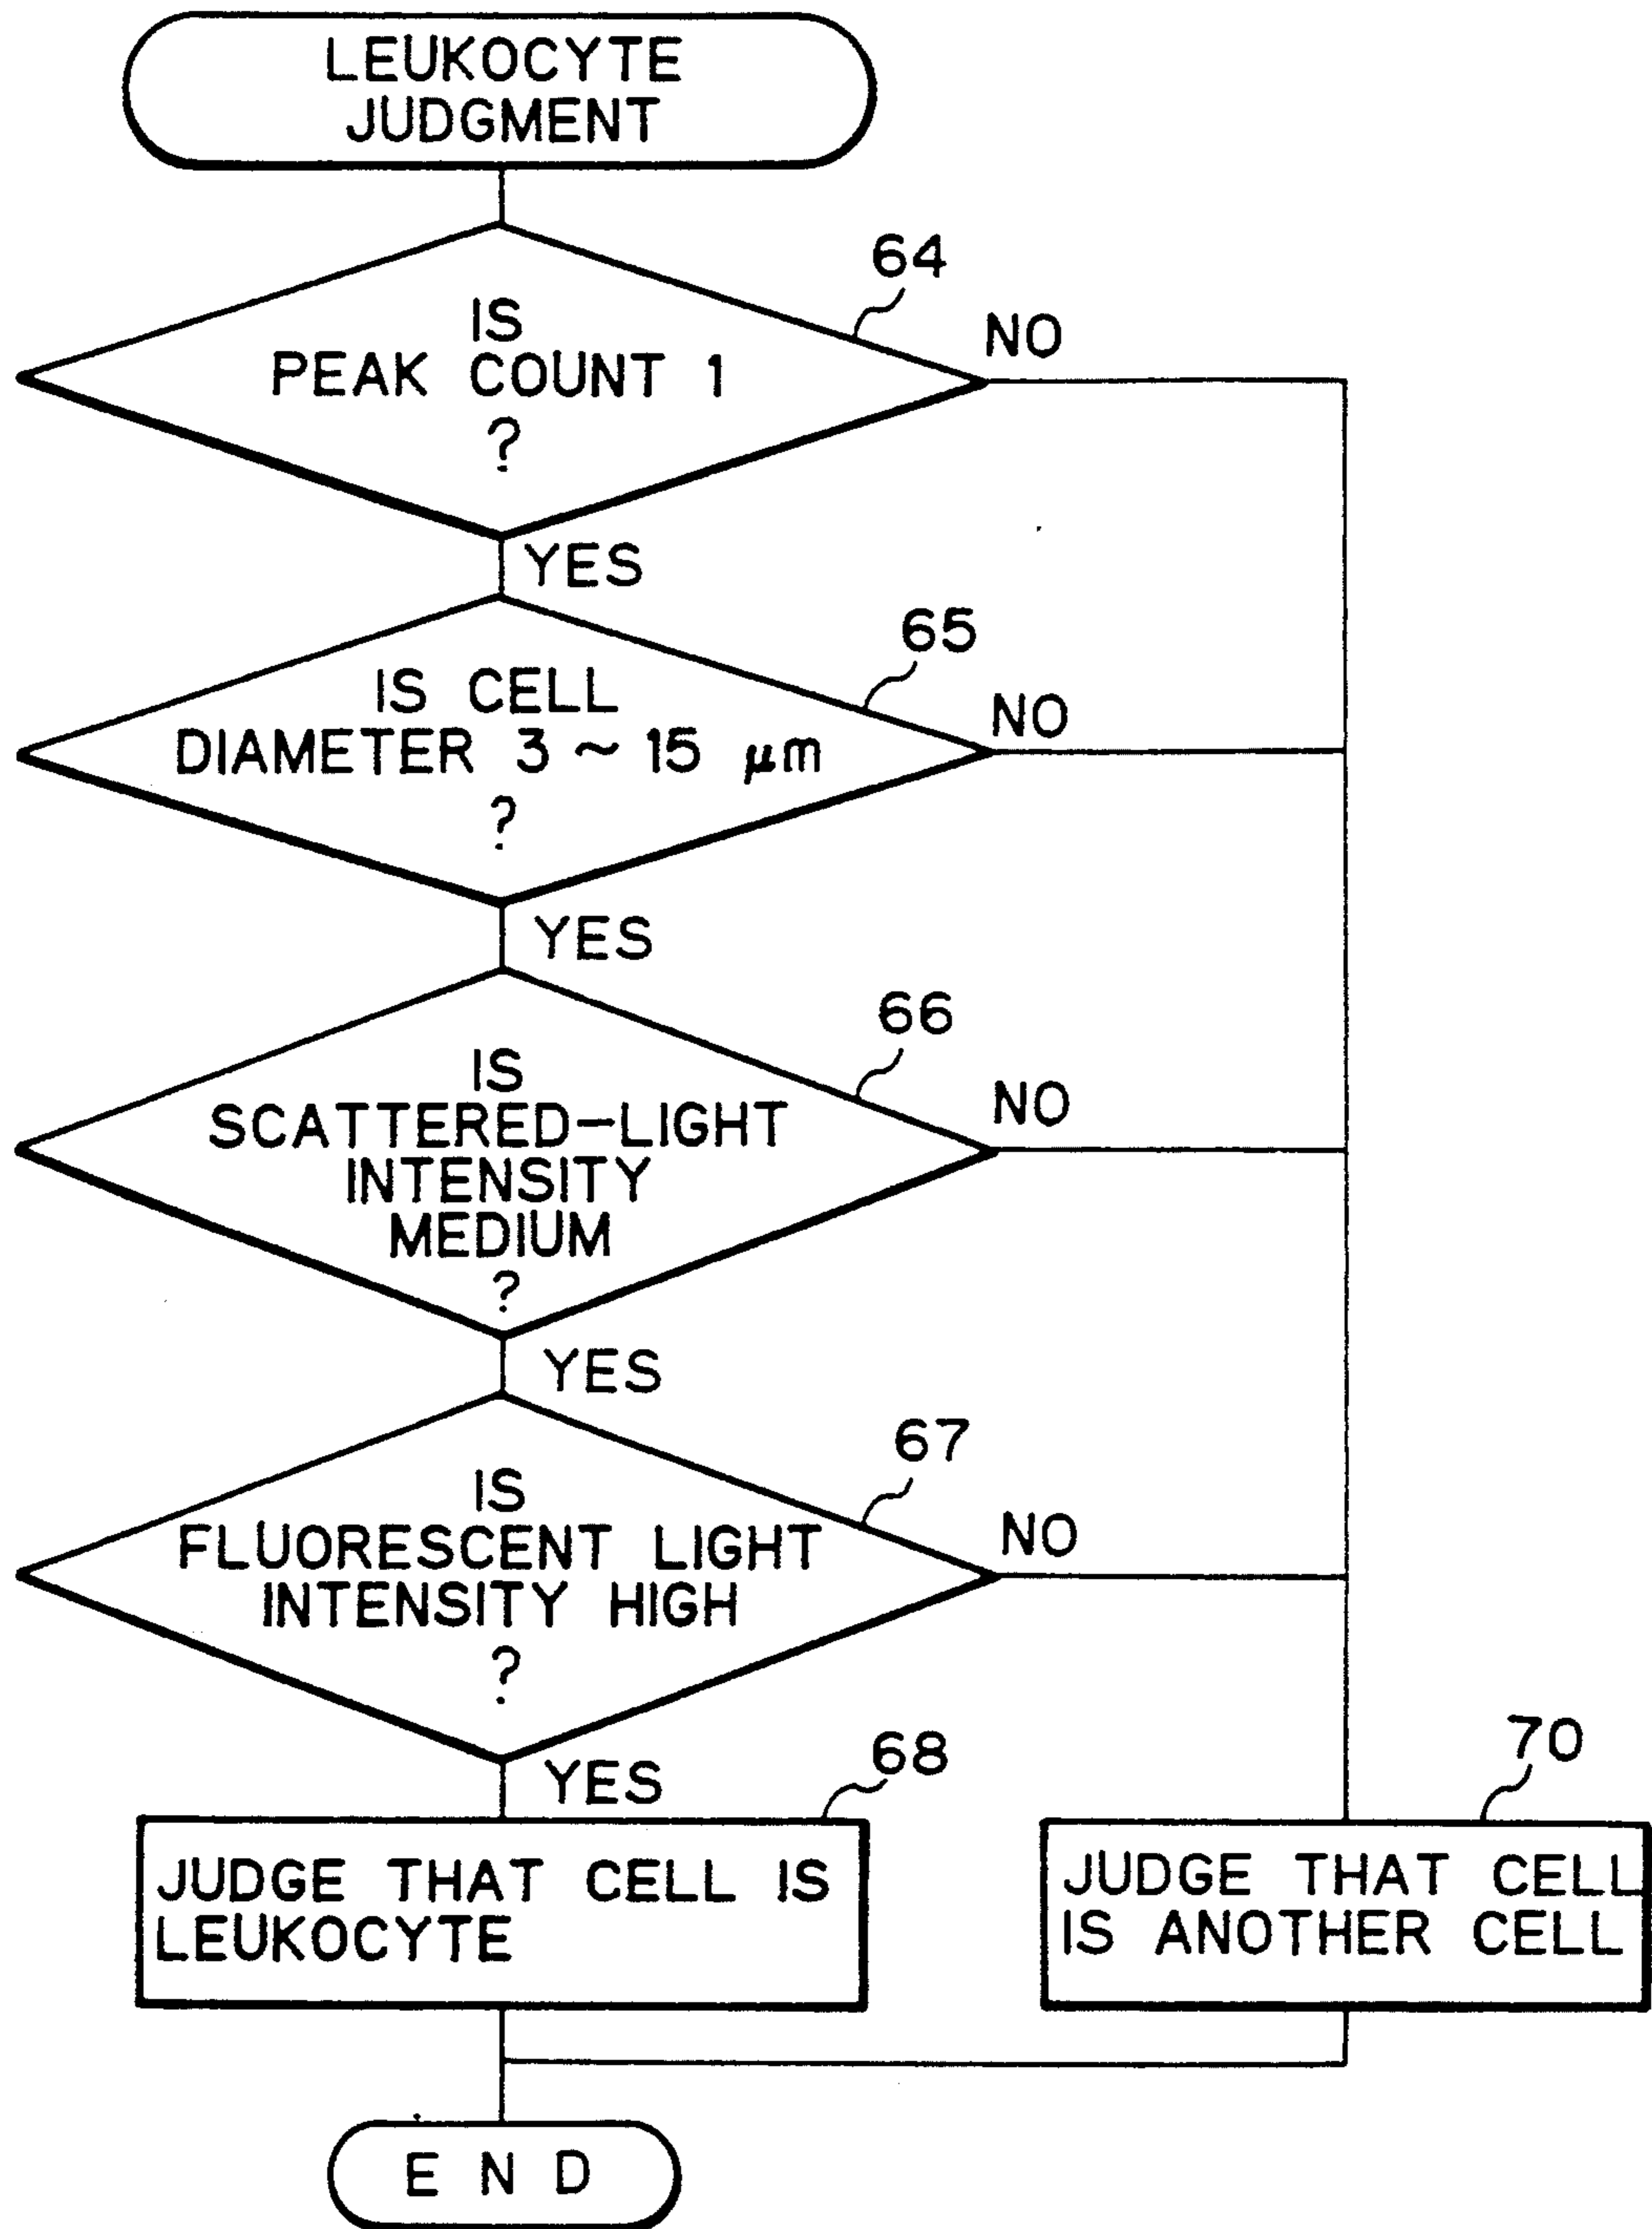 LEUKOCYTE
JUDGMENT
64
IS
PEAK COUNT 1
?
NO
YES
65
IS CELL
DIAMETER 3 ~ 15 μm
?
NO
YES
66
IS
SCATTERED-LIGHT
INTENSITY
MEDIUM
?
NO
YES
67
IS
FLUORESCENT LIGHT
INTENSITY HIGH
?
NO
YES
68
JUDGE THAT CELL IS
LEUKOCYTE
70
JUDGE THAT CELL
IS ANOTHER CELL
END